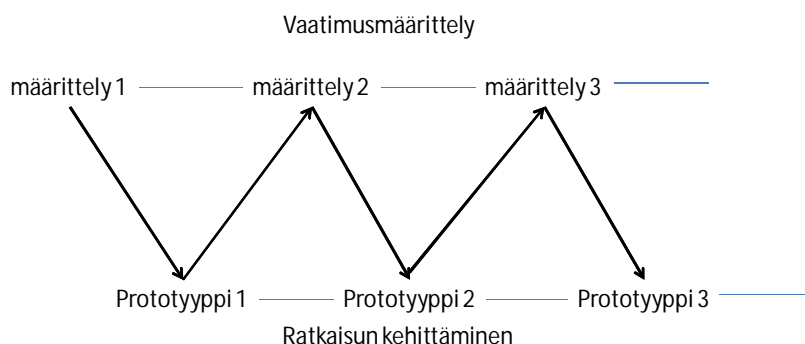 Vaatimusmäärittely
määrittely 1 määrittely 2 määrittely 3
Prototyyppi 1 Prototyyppi 2 Prototyyppi 3
Ratkaisun kehittäminen